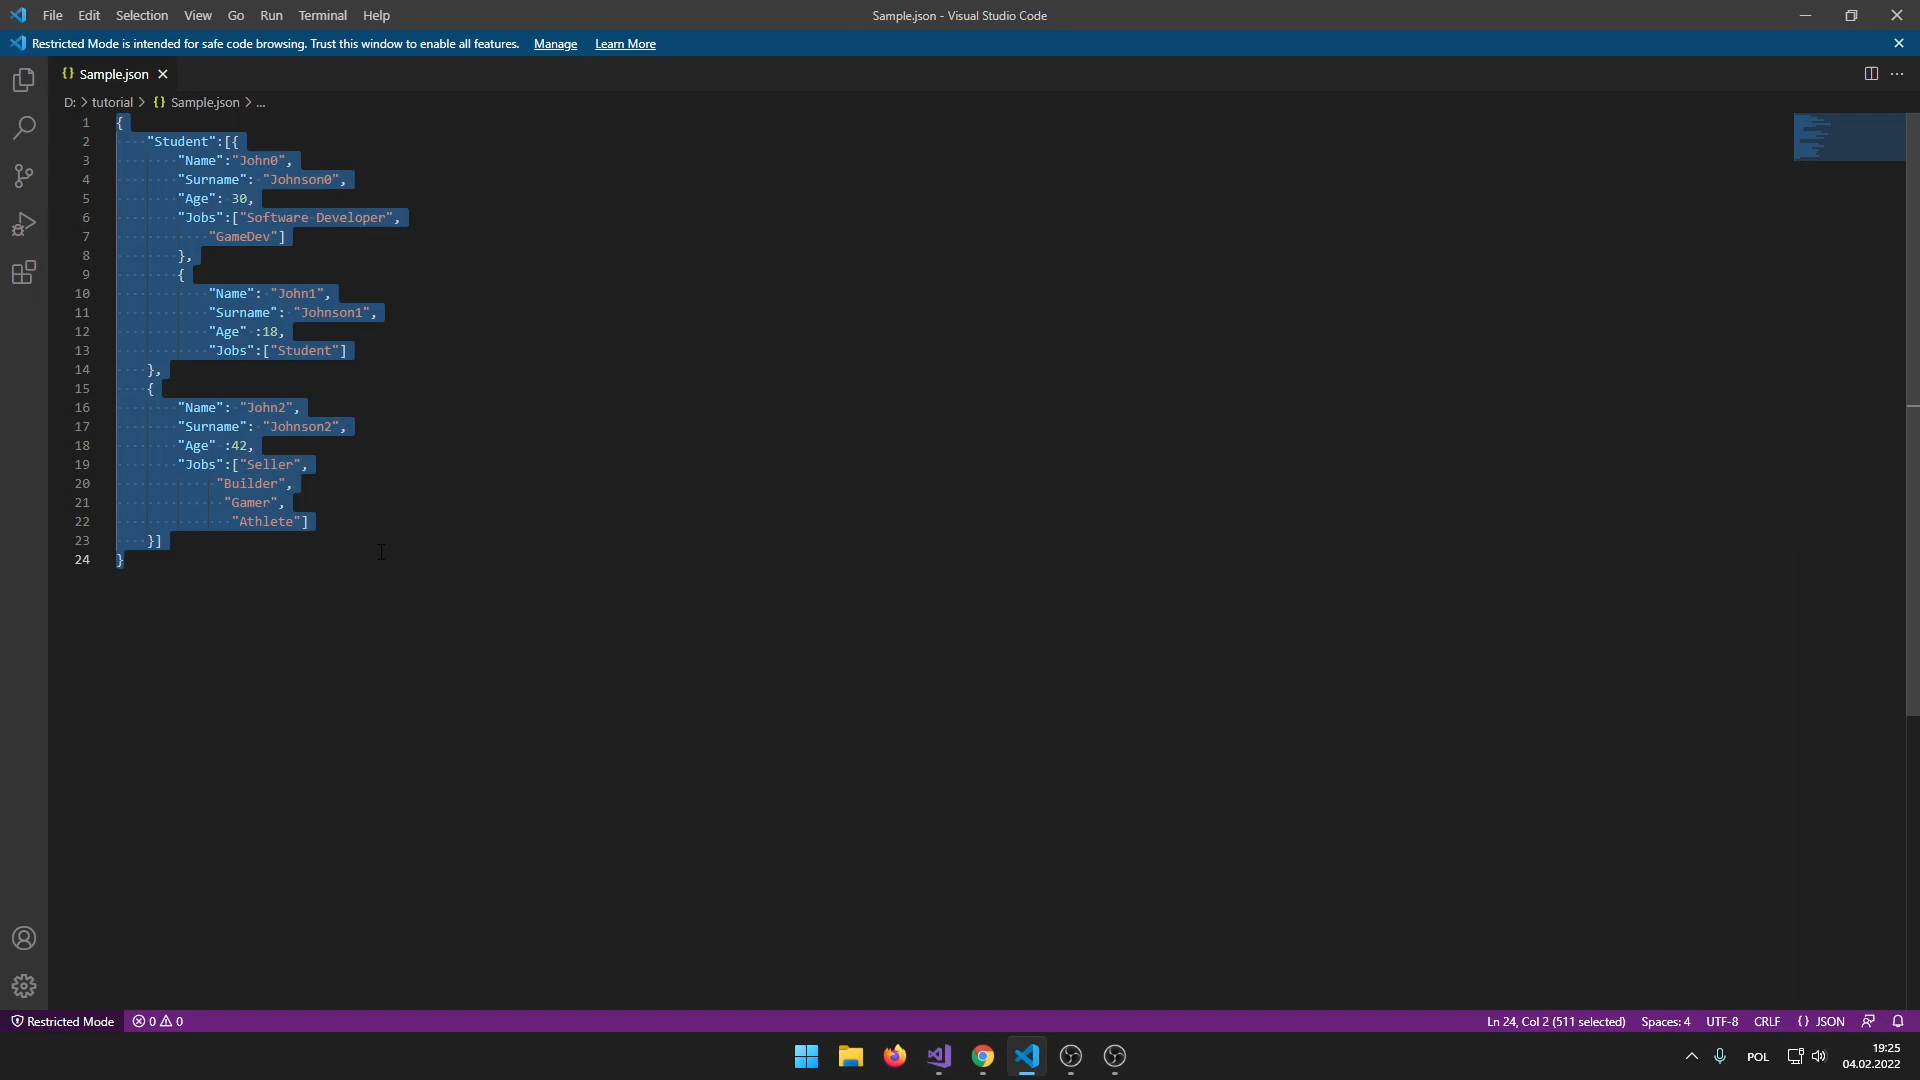 File Edit Selection View Go Run Terminal Help
Sample.json - Visual Studio Code
Restricted Mode is intended for safe code browsing. Trust this window to enable all features. Manage Learn More
{} Sample.json
D: > tutorial > {} Sample.json > ...
1 {
2 "Student":[{
3 "Name":"John0",
4 "Surname": "Johnson0",
5 "Age": 30,
6 "Jobs":["Software Developer",
7 "GameDev"]
8 },
9 {
10 "Name": "John1",
11 "Surname": "Johnson1",
12 "Age" :18,
13 "Jobs":["Student"]
14 },
15 {
16 "Name": "John2",
17 "Surname": "Johnson2",
18 "Age" :42,
19 "Jobs":["Seller",
20 "Builder",
21 "Gamer",
22 "Athlete"]
23 }]
24 }
Restricted Mode 0 0
Ln 24, Col 2 (511 selected) Spaces: 4 UTF-8 CRLF {} JSON
POL
19:25
04.02.2022